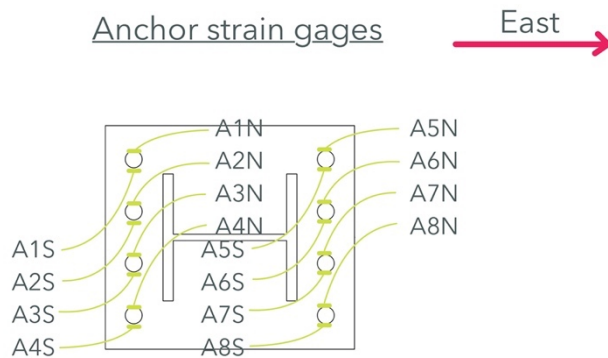 Anchor strain gages
East
A1N
A2N
A3N
A4N
A5N
A6N
A7N
A8N
A1S
A2S
A3S
A4S
A5S
A6S
A7S
A8S